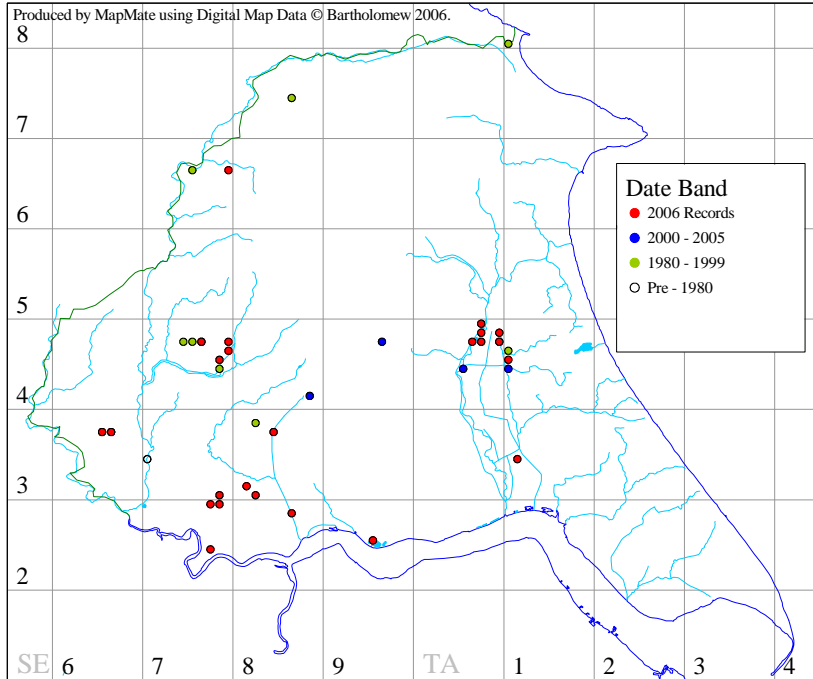 Produced by MapMate using Digital Map Data © Bartholomew 2006.
8
7
6
5
4
3
2
Date Band
2006 Records
2000 - 2005
1980 - 1999
Pre - 1980
SE 6 7 8 9 TA 1 2 3 4